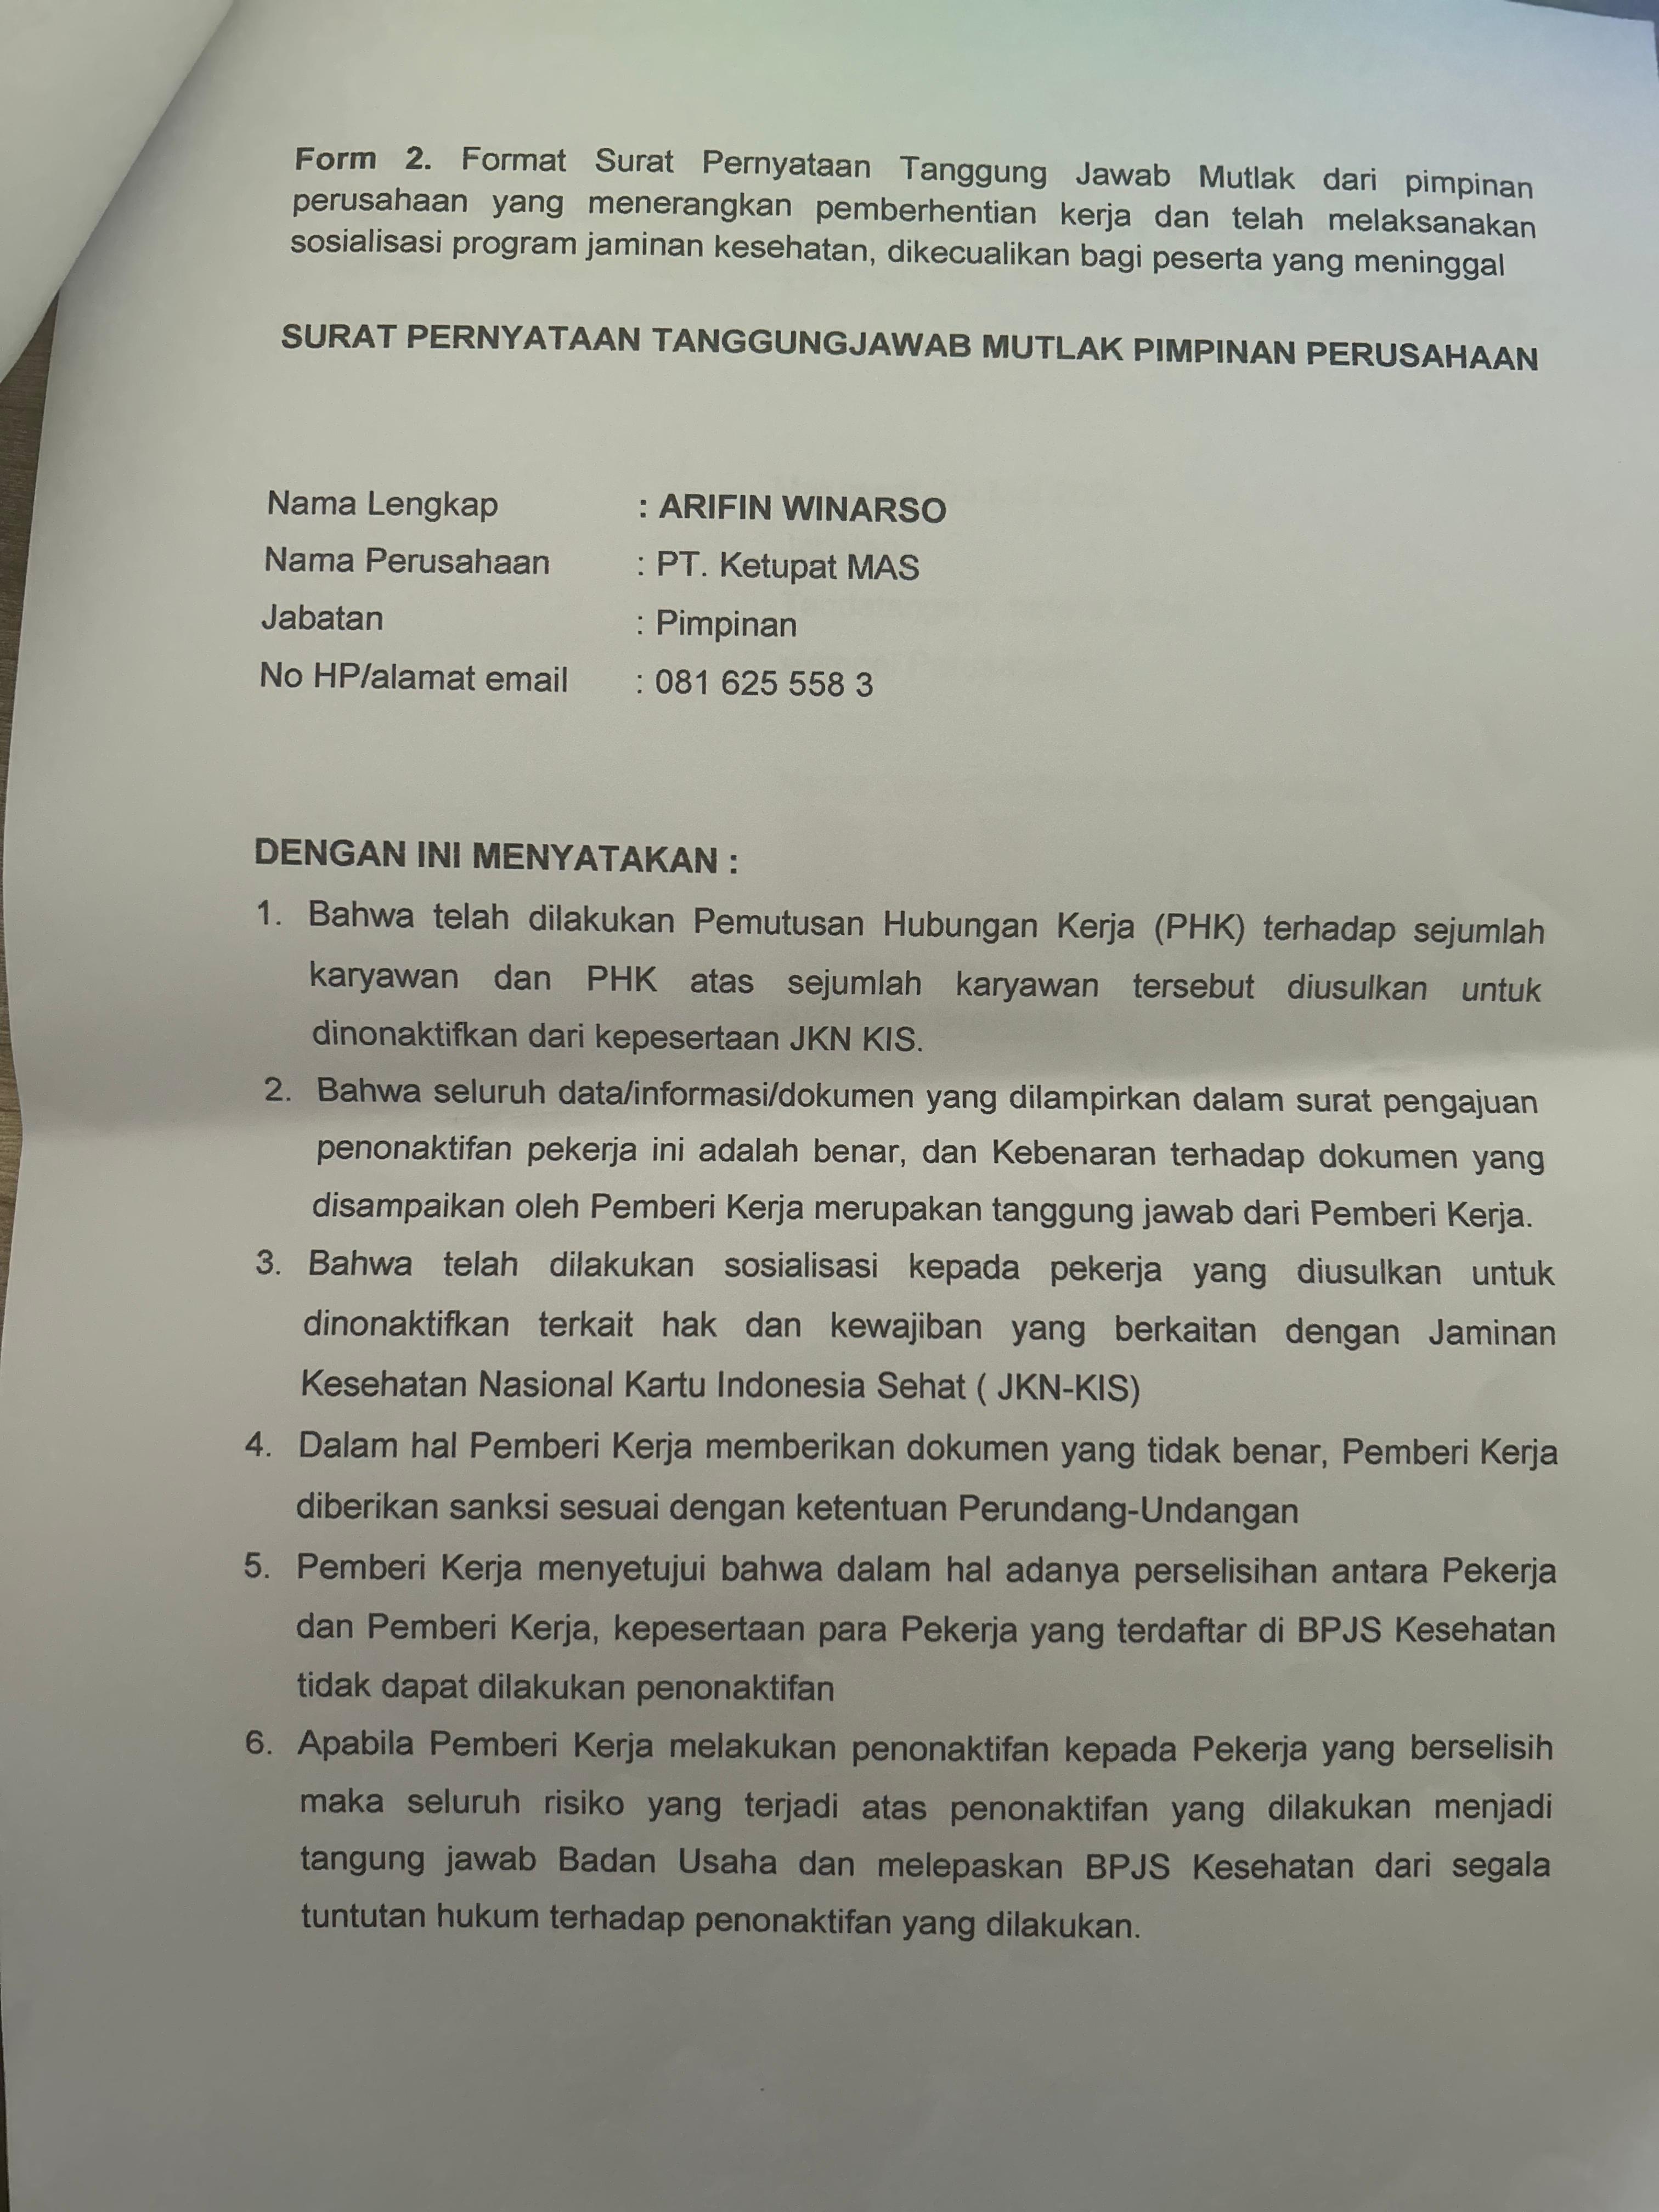 Form 2. Format Surat Pernyataan Tanggung Jawab Mutlak dari pimpinan
perusahaan yang menerangkan pemberhentian kerja dan telah melaksanakan
sosialisasi program jaminan kesehatan, dikecualikan bagi peserta yang meninggal
SURAT PERNYATAAN TANGGUNGJAWAB MUTLAK PIMPINAN PERUSAHAAN
Nama Lengkap : ARIFIN WINARSO
Nama Perusahaan : PT. Ketupat MAS
Jabatan : Pimpinan
No HP/alamat email : 081 625 558 3
DENGAN INI MENYATAKAN :
1. Bahwa telah dilakukan Pemutusan Hubungan Kerja (PHK) terhadap sejumlah
karyawan dan PHK atas sejumlah karyawan tersebut diusulkan untuk
dinonaktifkan dari kepesertaan JKN KIS.
2. Bahwa seluruh data/informasi/dokumen yang dilampirkan dalam surat pengajuan
penonaktifan pekerja ini adalah benar, dan Kebenaran terhadap dokumen yang
disampaikan oleh Pemberi Kerja merupakan tanggung jawab dari Pemberi Kerja.
3. Bahwa telah dilakukan sosialisasi kepada pekerja yang diusulkan untuk
dinonaktifkan terkait hak dan kewajiban yang berkaitan dengan Jaminan
Kesehatan Nasional Kartu Indonesia Sehat ( JKN-KIS)
4. Dalam hal Pemberi Kerja memberikan dokumen yang tidak benar, Pemberi Kerja
diberikan sanksi sesuai dengan ketentuan Perundang-Undangan
5. Pemberi Kerja menyetujui bahwa dalam hal adanya perselisihan antara Pekerja
dan Pemberi Kerja, kepesertaan para Pekerja yang terdaftar di BPJS Kesehatan
tidak dapat dilakukan penonaktifan
6. Apabila Pemberi Kerja melakukan penonaktifan kepada Pekerja yang berselisih
maka seluruh risiko yang terjadi atas penonaktifan yang dilakukan menjadi
tangung jawab Badan Usaha dan melepaskan BPJS Kesehatan dari segala
tuntutan hukum terhadap penonaktifan yang dilakukan.